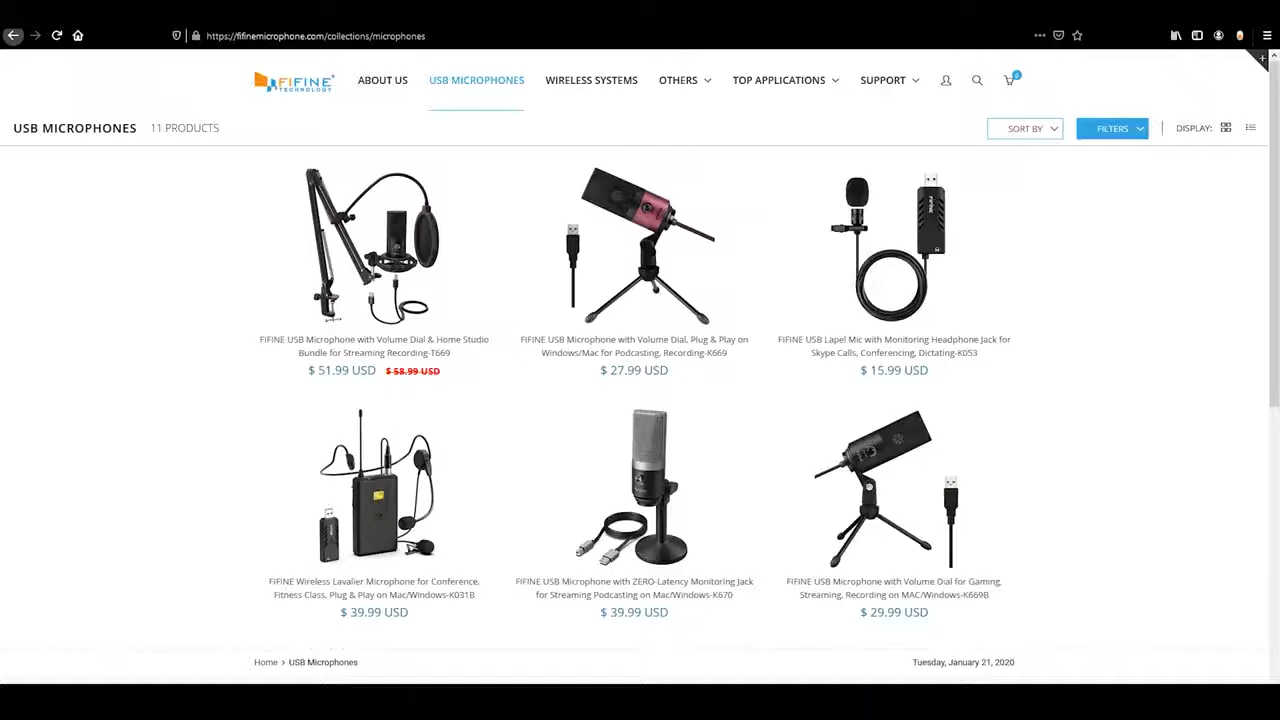 https://fifinemicrophone.com/collections/microphones
FIFINE
TECHNOLOGY
ABOUT US
USB MICROPHONES
WIRELESS SYSTEMS
OTHERS
TOP APPLICATIONS
SUPPORT
0
USB MICROPHONES 11 PRODUCTS
SORT BY
FILTERS
DISPLAY:
FIFINE USB Microphone with Volume Dial & Home Studio
Bundle for Streaming Recording-T669
$ 51.99 USD $ 58.99 USD
FIFINE USB Microphone with Volume Dial, Plug & Play on
Windows/Mac for Podcasting, Recording-K669
$ 27.99 USD
FIFINE
FIFINE USB Lapel Mic with Monitoring Headphone Jack for
Skype Calls, Conferencing, Dictating-K053
$ 15.99 USD
FIFINE Wireless Lavalier Microphone for Conference,
Fitness Class, Plug & Play on Mac/Windows-K031B
$ 39.99 USD
FIFINE USB Microphone with ZERO-Latency Monitoring Jack
for Streaming Podcasting on Mac/Windows-K670
$ 39.99 USD
FIFINE USB Microphone with Volume Dial for Gaming,
Streaming, Recording on MAC/Windows-K669B
$ 29.99 USD
Home > USB Microphones
Tuesday, January 21, 2020